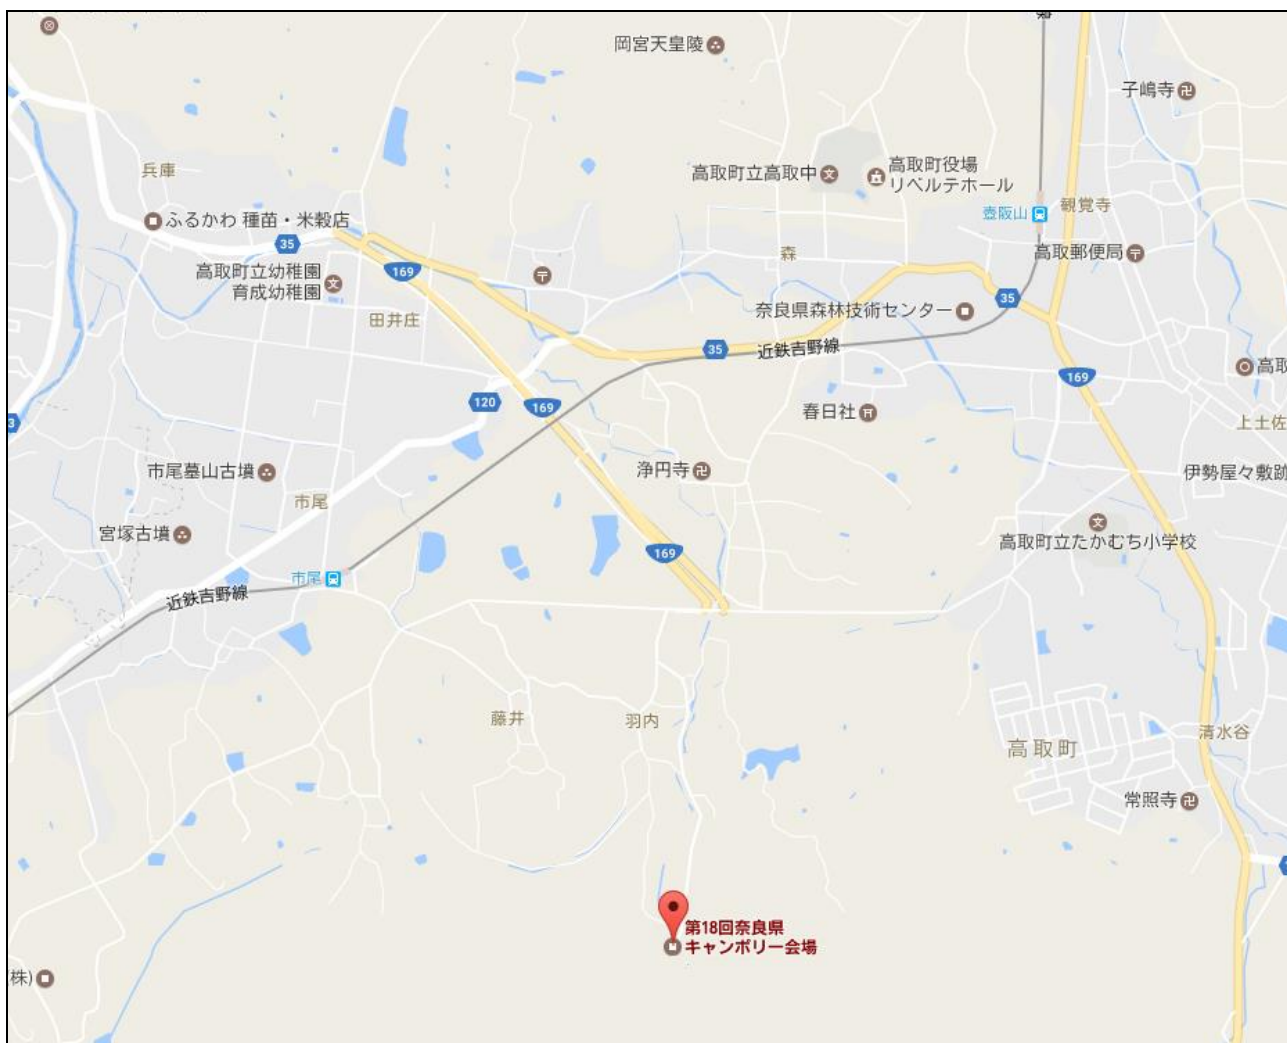 岡宮天皇陵
子嶋寺
兵庫
高取町立高取中
高取町役場
リベルテホール
ふるかわ 種苗・米穀店
壺阪山
観覚寺
35
高取町立幼稚園
育成幼稚園
169
森
高取郵便局
田井庄
奈良県森林技術センター
35
35
近鉄吉野線
高取
169
120
169
春日社
3
上土佐
市尾墓山古墳
浄円寺
伊勢屋々敷跡
市尾
宮塚古墳
169
高取町立たかむち小学校
市尾
近鉄吉野線
藤井
羽内
高取町
清水谷
常照寺
第18回奈良県
キャンボリー会場
(株)